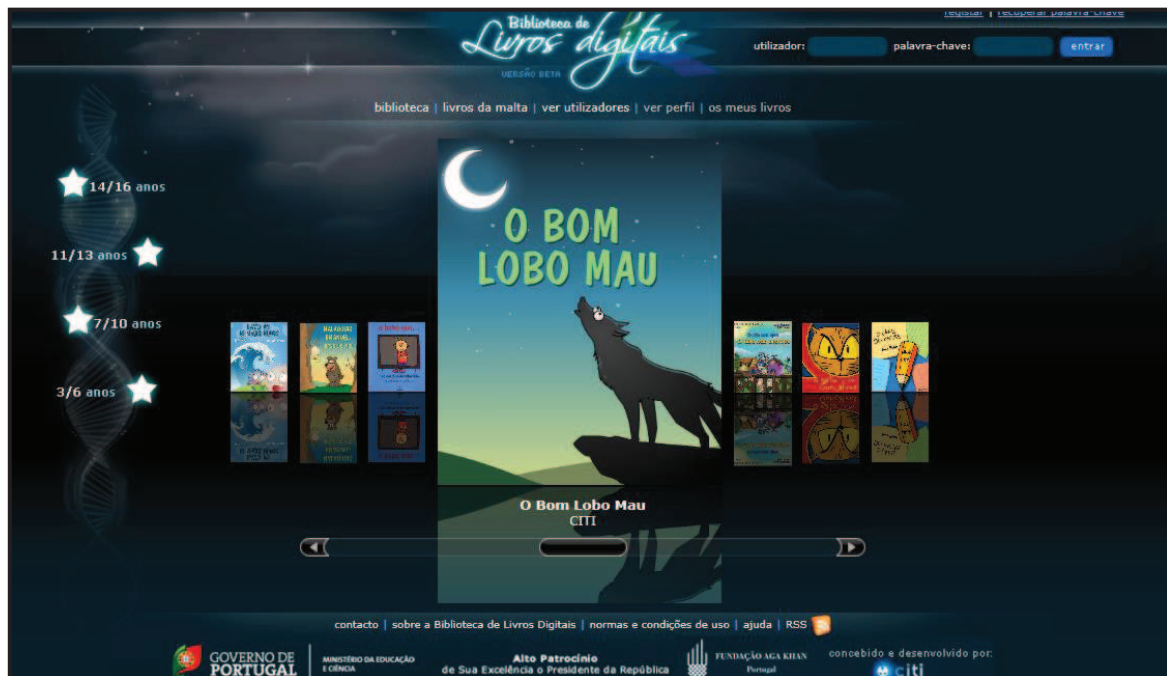 registar | recuperar palavra-chave
Biblioteca de
Livros digitais
VERSÃO BETA
utilizador:
palavra-chave:
entrar
biblioteca | livros da malta | ver utilizadores | ver perfil | os meus livros
14/16 anos
11/13 anos
7/10 anos
3/6 anos
O BOM
LOBO MAU
O Bom Lobo Mau
CITI
contacto | sobre a Biblioteca de Livros Digitais | normas e condições de uso | ajuda | RSS
GOVERNO DE
PORTUGAL
MINISTÉRIO DA EDUCAÇÃO
E CIÊNCIA
Alto Patrocínio
de Sua Excelência o Presidente da República
FUNDAÇÃO AGA KHAN
Portugal
concebido e desenvolvido por:
citi